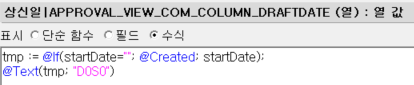 상신일|APPROVAL_VIEW_COM_COLUMN_DRAFTDATE (열) : 열 값
표시 단순 함수 필드 수식
tmp := @If(startDate=""; @Created; startDate);
@Text(tmp; "D0S0")